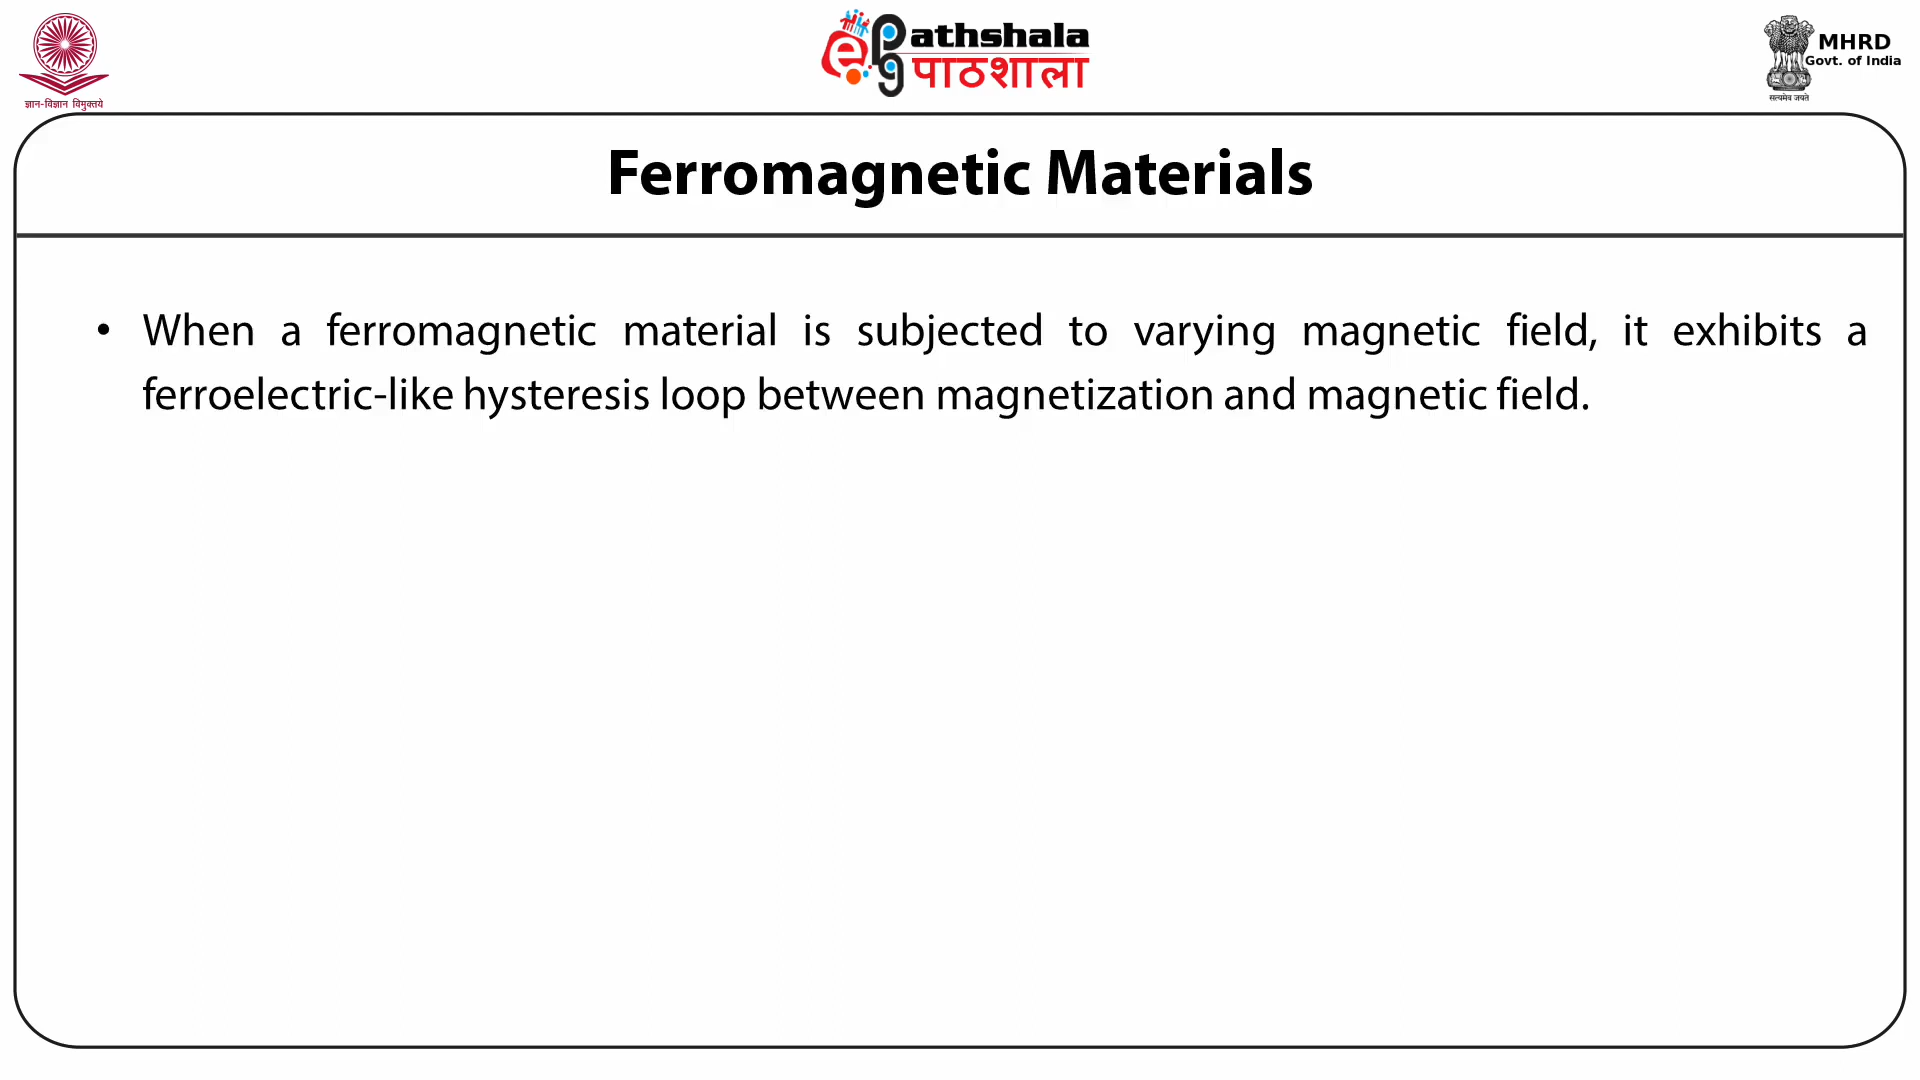 ज्ञान-विज्ञान विमुक्तये
ePathshala
पाठशाला
MHRD
Govt. of India
सत्यमेव जयते
Ferromagnetic Materials
• When a ferromagnetic material is subjected to varying magnetic field, it exhibits a
ferroelectric-like hysteresis loop between magnetization and magnetic field.